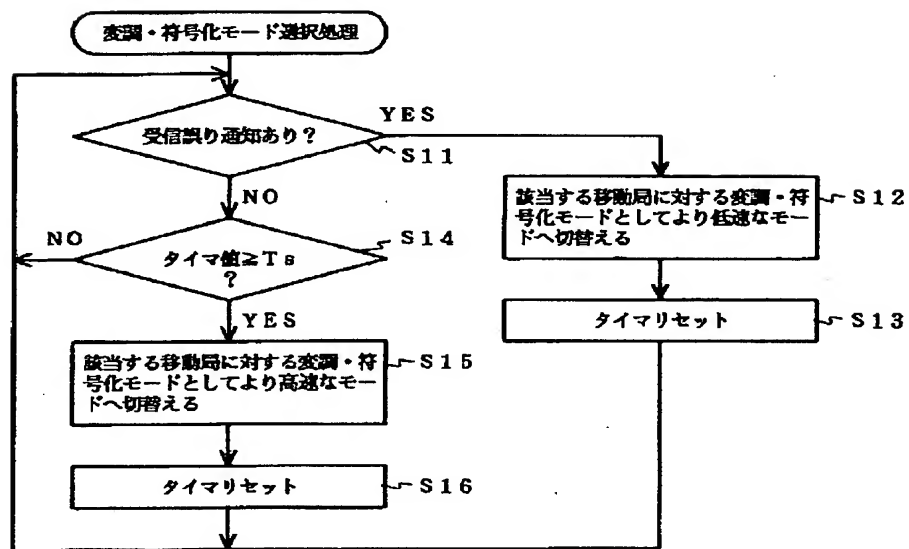 変調・符号化モード選択処理
受信誤り通知あり？
YES
S11
NO
該当する移動局に対する変調・符
号化モードとしてより低速なモー
ドへ切替える
S12
NO
タイマ値≧Ts
？
S14
YES
タイマリセット
S13
該当する移動局に対する変調・符
号化モードとしてより高速なモー
ドへ切替える
S15
タイマリセット
S16